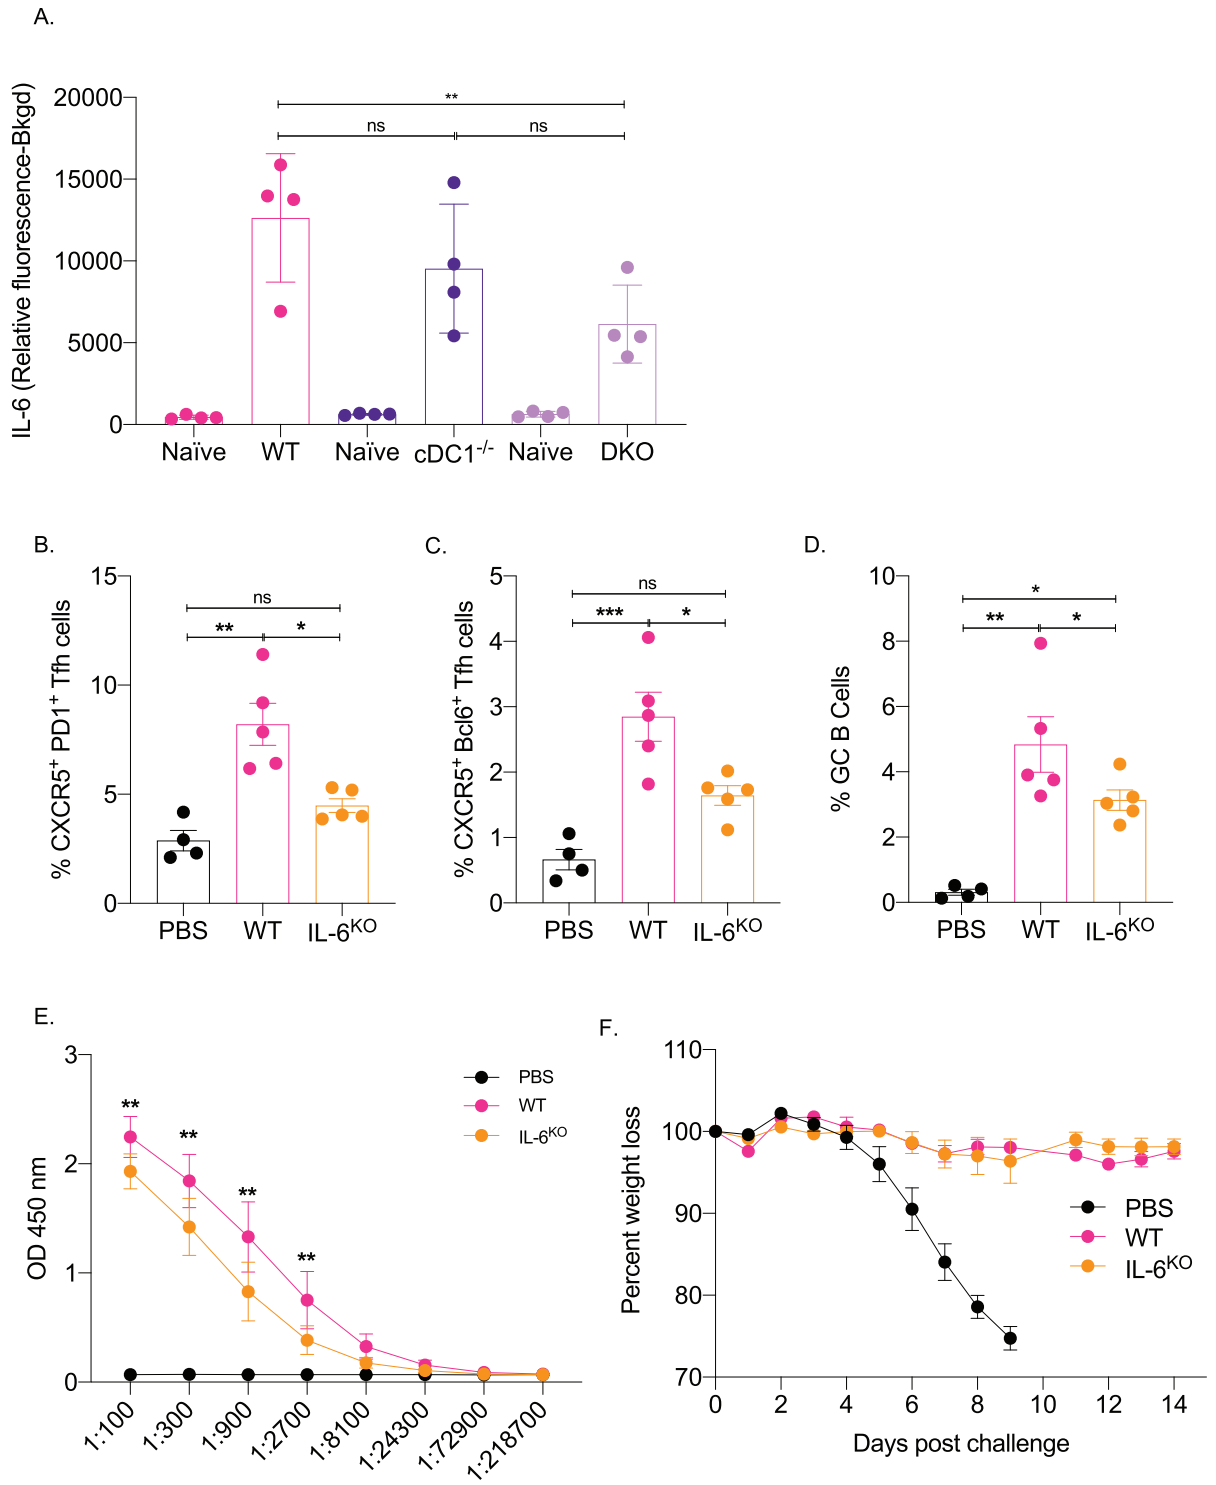 A.
IL-6 (Relative fluorescence-Bkgd)
20000
15000
10000
5000
0
**
ns
ns
Naïve
WT
Naïve
cDC1-/-
Naïve
DKO
B.
% CXCR5+ PD1+ Tfh cells
15
10
5
0
ns
**
*
PBS
WT
IL-6KO
C.
% CXCR5+ Bcl6+ Tfh cells
5
4
3
2
1
0
ns
***
*
PBS
WT
IL-6KO
D.
% GC B Cells
10
8
6
4
2
0
*
**
*
PBS
WT
IL-6KO
E.
OD 450 nm
3
2
1
0
**
**
**
**
PBS
WT
IL-6KO
1:100
1:300
1:900
1:2700
1:8100
1:24300
1:72900
1:218700
F.
Percent weight loss
110
100
90
80
70
PBS
WT
IL-6KO
0
2
4
6
8
10
12
14
Days post challenge